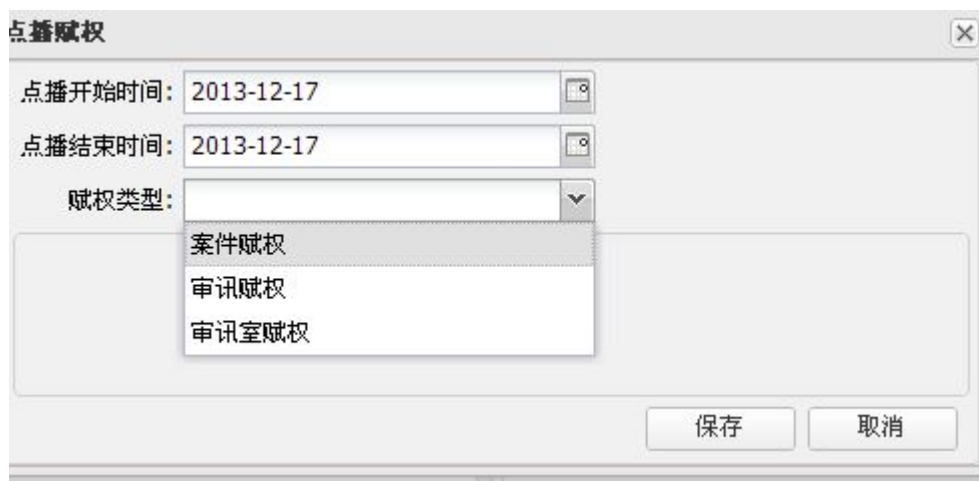 点播赋权
点播开始时间: 2013-12-17
点播结束时间: 2013-12-17
赋权类型:
案件赋权
审讯赋权
审讯室赋权
保存 取消